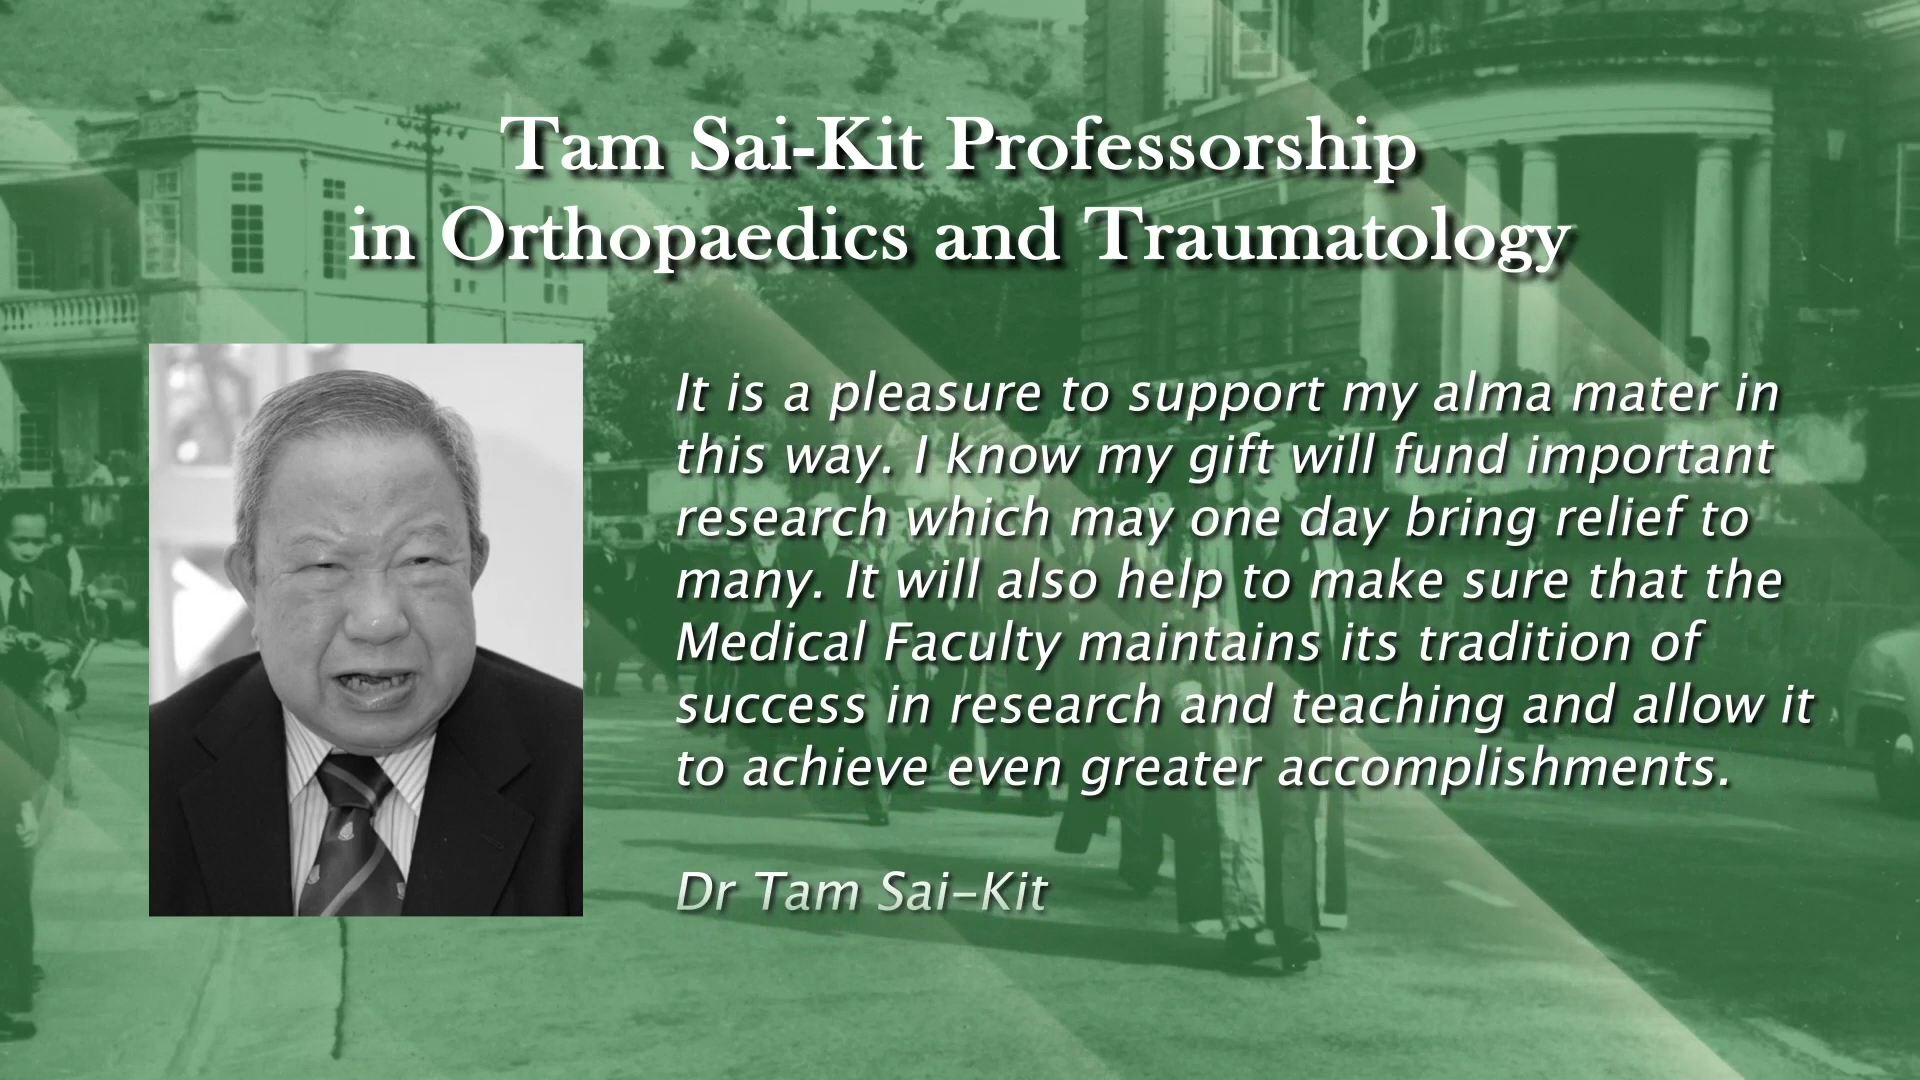 Tam Sai-Kit Professorship
in Orthopaedics and Traumatology
It is a pleasure to support my alma mater in
this way. I know my gift will fund important
research which may one day bring relief to
many. It will also help to make sure that the
Medical Faculty maintains its tradition of
success in research and teaching and allow it
to achieve even greater accomplishments.
Dr Tam Sai-Kit